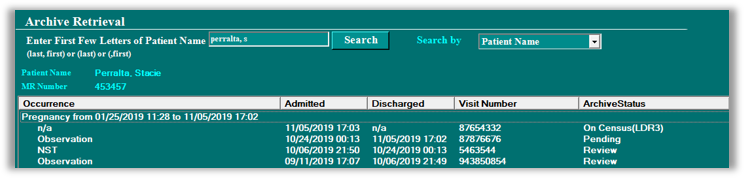 Archive Retrieval
Enter First Few Letters of Patient Name perralta, s Search Search by Patient Name
(last, first) or (last) or (,first)
Patient Name Perralta, Stacie
MR Number 453457
Occurrence Admitted Discharged Visit Number ArchiveStatus
Pregnancy from 01/25/2019 11:28 to 11/05/2019 17:02
n/a 11/05/2019 17:03 n/a 87654332 On Census(LDR3)
Observation 10/24/2019 00:13 11/05/2019 17:02 87876676 Pending
NST 10/06/2019 21:50 10/24/2019 00:13 5463544 Review
Observation 09/11/2019 17:07 10/06/2019 21:49 943850854 Review